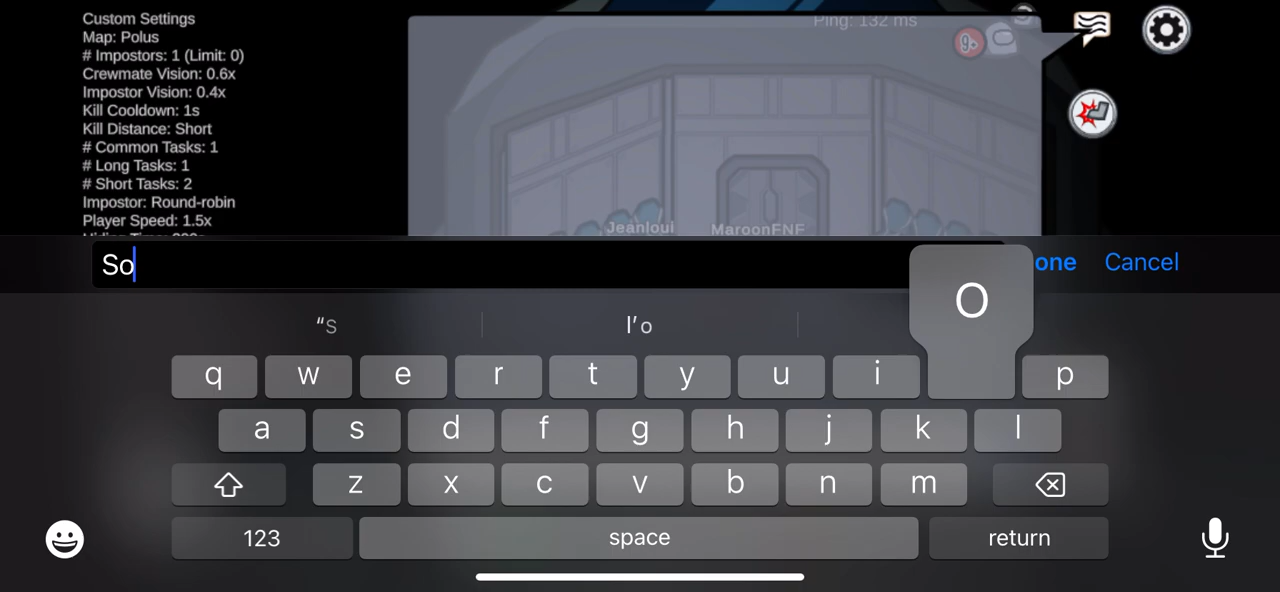 Custom Settings
Map: Polus
# Impostors: 1 (Limit: 0)
Crewmate Vision: 0.6x
Impostor Vision: 0.4x
Kill Cooldown: 1s
Kill Distance: Short
# Common Tasks: 1
# Long Tasks: 1
# Short Tasks: 2
Impostor: Round-robin
Player Speed: 1.5x
Ping: 132 ms
9+
Jeanloui MaroonFNF
So
one Cancel
“S I’o
O
q w e r t y u i p
a s d f g h j k l
z x c v b n m
123 space return